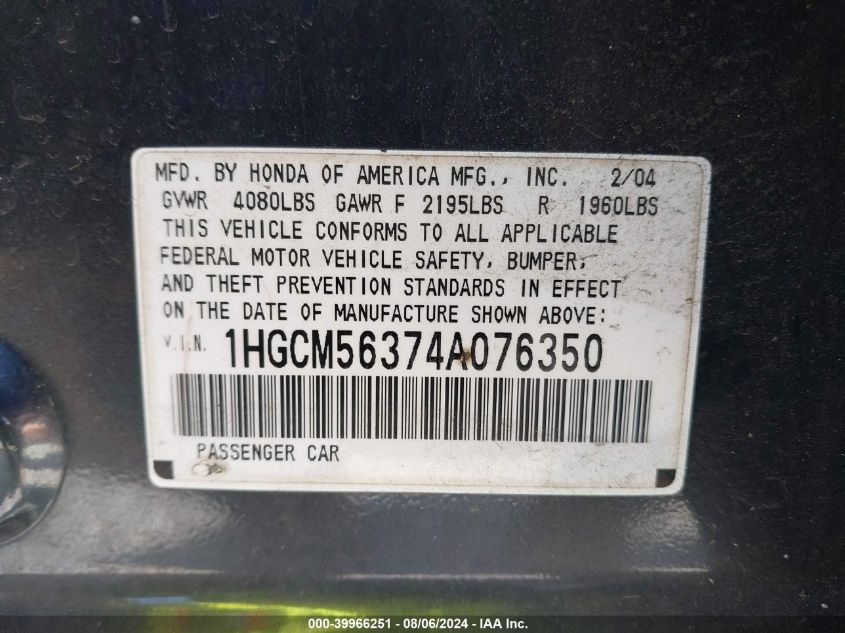 MFD. BY HONDA OF AMERICA MFG., INC. 2/04
GVWR 4080LBS GAWR F 2195LBS R 1960LBS
THIS VEHICLE CONFORMS TO ALL APPLICABLE
FEDERAL MOTOR VEHICLE SAFETY, BUMPER,
AND THEFT PREVENTION STANDARDS IN EFFECT
ON THE DATE OF MANUFACTURE SHOWN ABOVE:
V.I.N. 1HGCM56374A076350
PASSENGER CAR
000-39966251 - 08/06/2024 - IAA Inc.